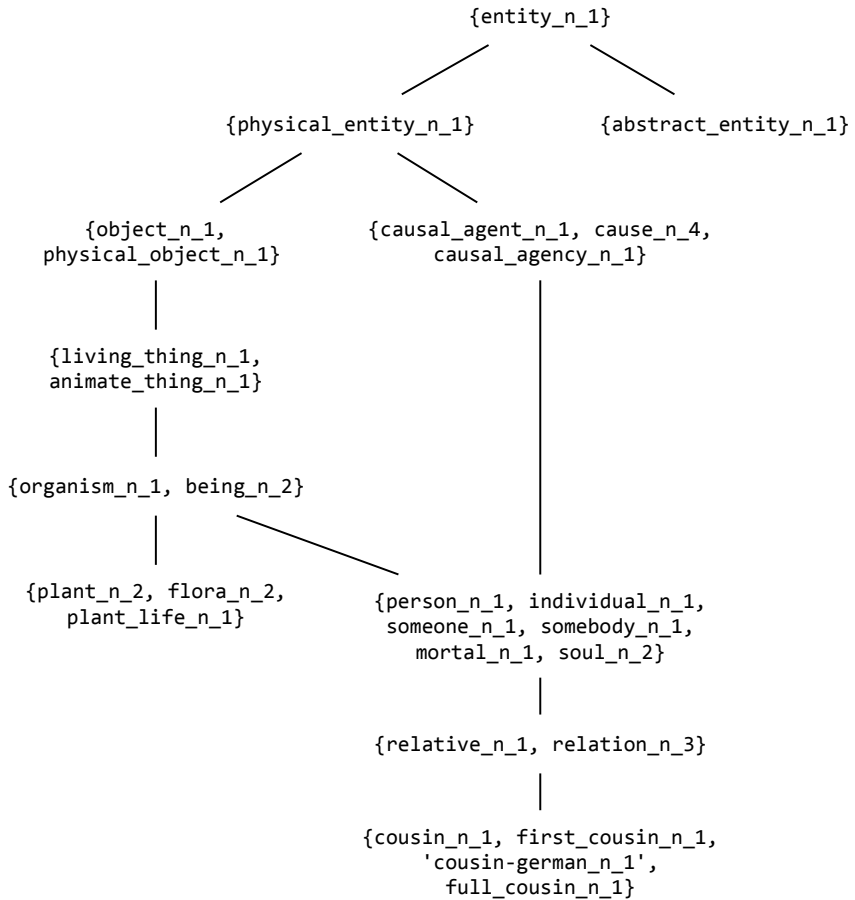 {entity_n_1}
{physical_entity_n_1}
{abstract_entity_n_1}
{object_n_1,
physical_object_n_1}
{causal_agent_n_1, cause_n_4,
causal_agency_n_1}
{living_thing_n_1,
animate_thing_n_1}
{organism_n_1, being_n_2}
{plant_n_2, flora_n_2,
plant_life_n_1}
{person_n_1, individual_n_1,
someone_n_1, somebody_n_1,
mortal_n_1, soul_n_2}
{relative_n_1, relation_n_3}
{cousin_n_1, first_cousin_n_1,
'cousin-german_n_1',
full_cousin_n_1}